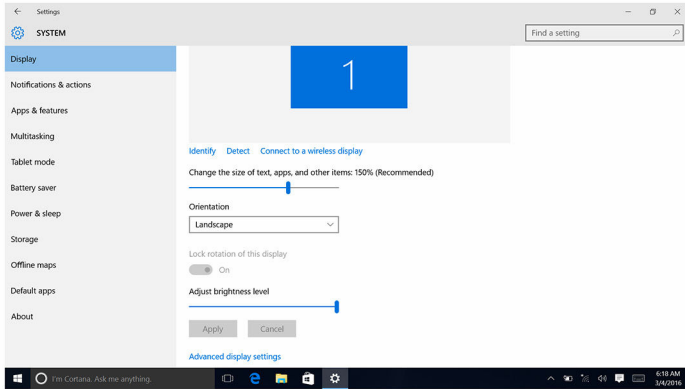 Settings
SYSTEM
Find a setting
Display
Notifications & actions
Apps & features
Multitasking
Tablet mode
Battery saver
Power & sleep
Storage
Offline maps
Default apps
About
1
Identify Detect Connect to a wireless display
Change the size of text, apps, and other items: 150% (Recommended)
Orientation
Landscape
Lock rotation of this display
On
Adjust brightness level
Apply Cancel
Advanced display settings
I'm Cortana. Ask me anything.
6:18 AM
3/4/2016